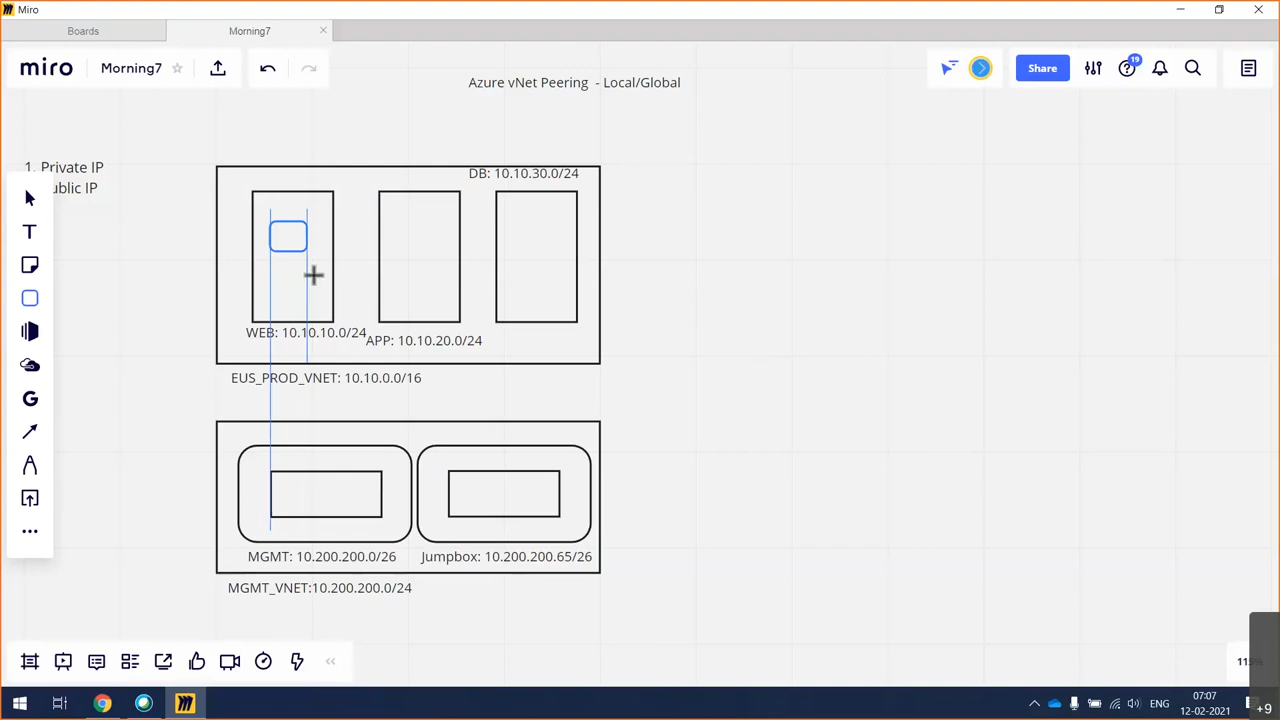 Miro
Boards
Morning7
miro
Morning7
19
Share
Azure vNet Peering - Local/Global
1. Private IP
ublic IP
DB: 10.10.30.0/24
WEB: 10.10.10.0/24
APP: 10.10.20.0/24
EUS_PROD_VNET: 10.10.0.0/16
MGMT: 10.200.200.0/26
Jumpbox: 10.200.200.65/26
MGMT_VNET:10.200.200.0/24
ENG
07:07
12-02-2021
+9